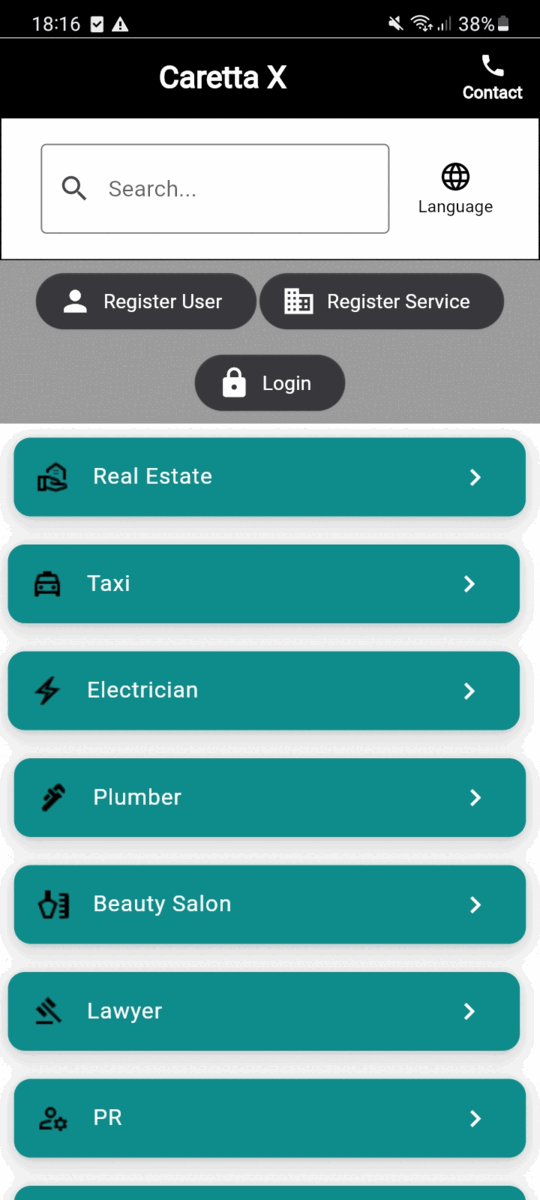 18:16 38%
Caretta X
Contact
Search...
Language
Register User Register Service
Login
Real Estate
Taxi
Electrician
Plumber
Beauty Salon
Lawyer
PR